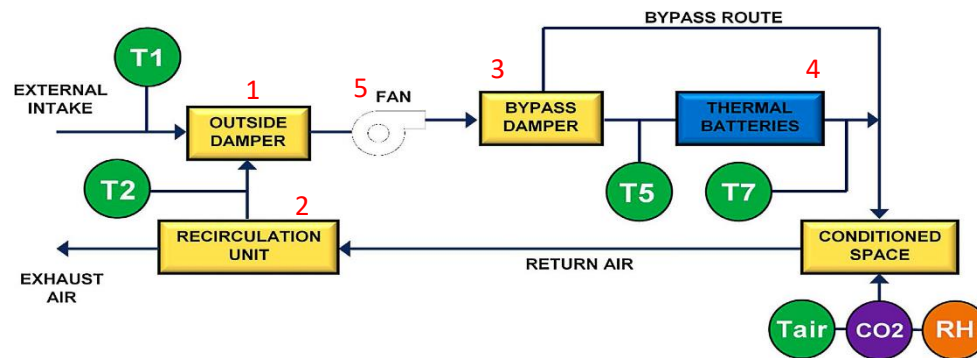 BYPASS ROUTE
T1
EXTERNAL
INTAKE
1
5
FAN
3
4
OUTSIDE
DAMPER
BYPASS
DAMPER
THERMAL
BATTERIES
T2
T5
T7
2
RECIRCULATION
UNIT
CONDITIONED
SPACE
RETURN AIR
EXHAUST
AIR
Tair
CO2
RH